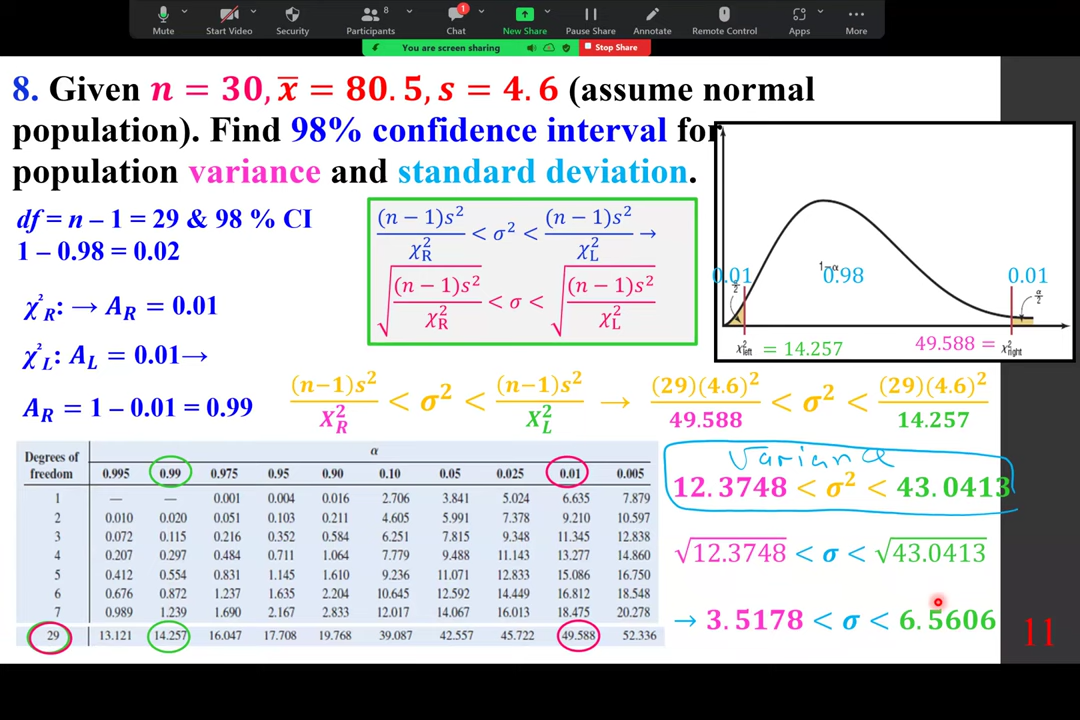 Mute
Start Video
Security
Participants 8
Chat 1
New Share
Pause Share
Annotate
Remote Control
Apps
More
You are screen sharing
Stop Share
8. Given n = 30, x̄ = 80.5, s = 4.6 (assume normal
population). Find 98% confidence interval for
population variance and standard deviation.
df = n – 1 = 29 & 98 % CI
1 – 0.98 = 0.02
χ²R: → AR = 0.01
χ²L: AL = 0.01→
AR = 1 – 0.01 = 0.99
(n − 1)s²/χ²R < σ² < (n − 1)s²/χ²L →
√((n − 1)s²/χ²R) < σ < √((n − 1)s²/χ²L)
0.01 1−α 0.98 0.01
α/2 α/2
χ²left = 14.257 49.588 = χ²right
(n−1)s²/X²R < σ² < (n−1)s²/X²L → (29)(4.6)²/49.588 < σ² < (29)(4.6)²/14.257
Variance
12.3748 < σ² < 43.0413
√12.3748 < σ < √43.0413
→ 3.5178 < σ < 6.5606
11
Degrees of freedom α
0.995 0.99 0.975 0.95 0.90 0.10 0.05 0.025 0.01 0.005
1 — — 0.001 0.004 0.016 2.706 3.841 5.024 6.635 7.879
2 0.010 0.020 0.051 0.103 0.211 4.605 5.991 7.378 9.210 10.597
3 0.072 0.115 0.216 0.352 0.584 6.251 7.815 9.348 11.345 12.838
4 0.207 0.297 0.484 0.711 1.064 7.779 9.488 11.143 13.277 14.860
5 0.412 0.554 0.831 1.145 1.610 9.236 11.071 12.833 15.086 16.750
6 0.676 0.872 1.237 1.635 2.204 10.645 12.592 14.449 16.812 18.548
7 0.989 1.239 1.690 2.167 2.833 12.017 14.067 16.013 18.475 20.278
29 13.121 14.257 16.047 17.708 19.768 39.087 42.557 45.722 49.588 52.336